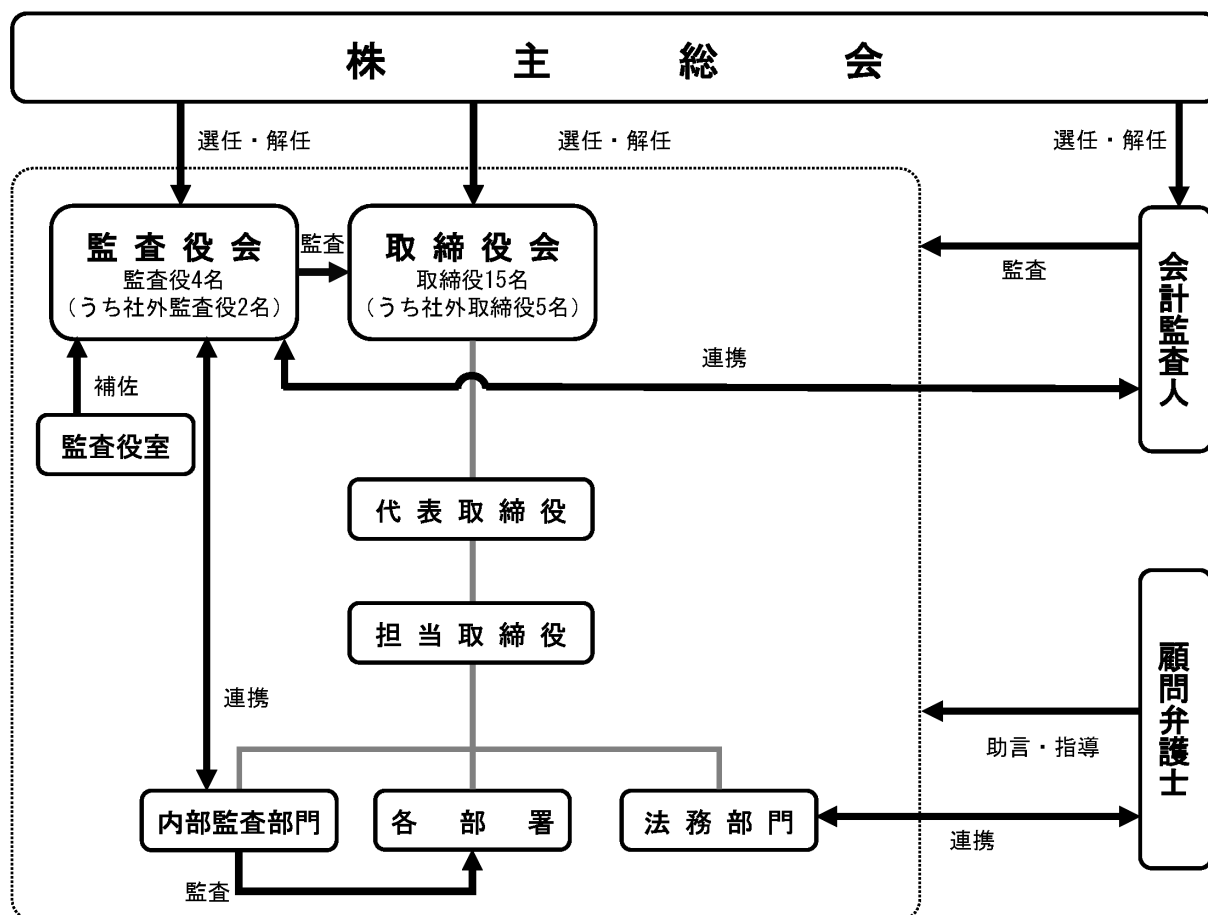 株主総会
選任・解任
選任・解任
選任・解任
監査役会
監査役4名
（うち社外監査役2名）
監査
取締役会
取締役15名
（うち社外取締役5名）
監査
会計監査人
連携
補佐
監査役室
代表取締役
担当取締役
連携
顧問弁護士
助言・指導
内部監査部門
各部署
法務部門
連携
監査